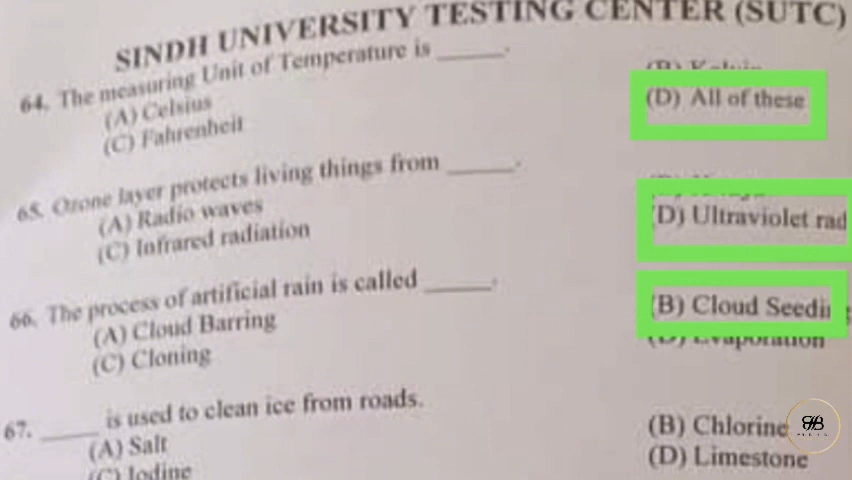 SINDH UNIVERSITY TESTING CENTER (SUTC)
64. The measuring Unit of Temperature is ______.
(A) Celsius
(C) Fahrenheit (D) All of these
65. Ozone layer protects living things from ______.
(A) Radio waves
(C) Infrared radiation (D) Ultraviolet rad
66. The process of artificial rain is called ______.
(A) Cloud Barring (B) Cloud Seedi
(C) Cloning (D) Evaporation
67. ______ is used to clean ice from roads.
(A) Salt (B) Chlorine
(C) Iodine (D) Limestone